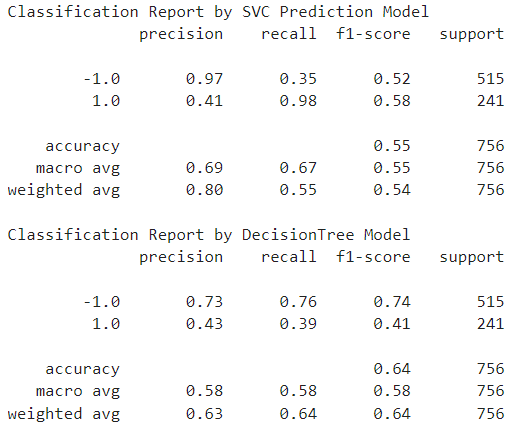 Classification Report by SVC Prediction Model
precision recall f1-score support
-1.0 0.97 0.35 0.52 515
1.0 0.41 0.98 0.58 241
accuracy 0.55 756
macro avg 0.69 0.67 0.55 756
weighted avg 0.80 0.55 0.54 756
Classification Report by DecisionTree Model
precision recall f1-score support
-1.0 0.73 0.76 0.74 515
1.0 0.43 0.39 0.41 241
accuracy 0.64 756
macro avg 0.58 0.58 0.58 756
weighted avg 0.63 0.64 0.64 756